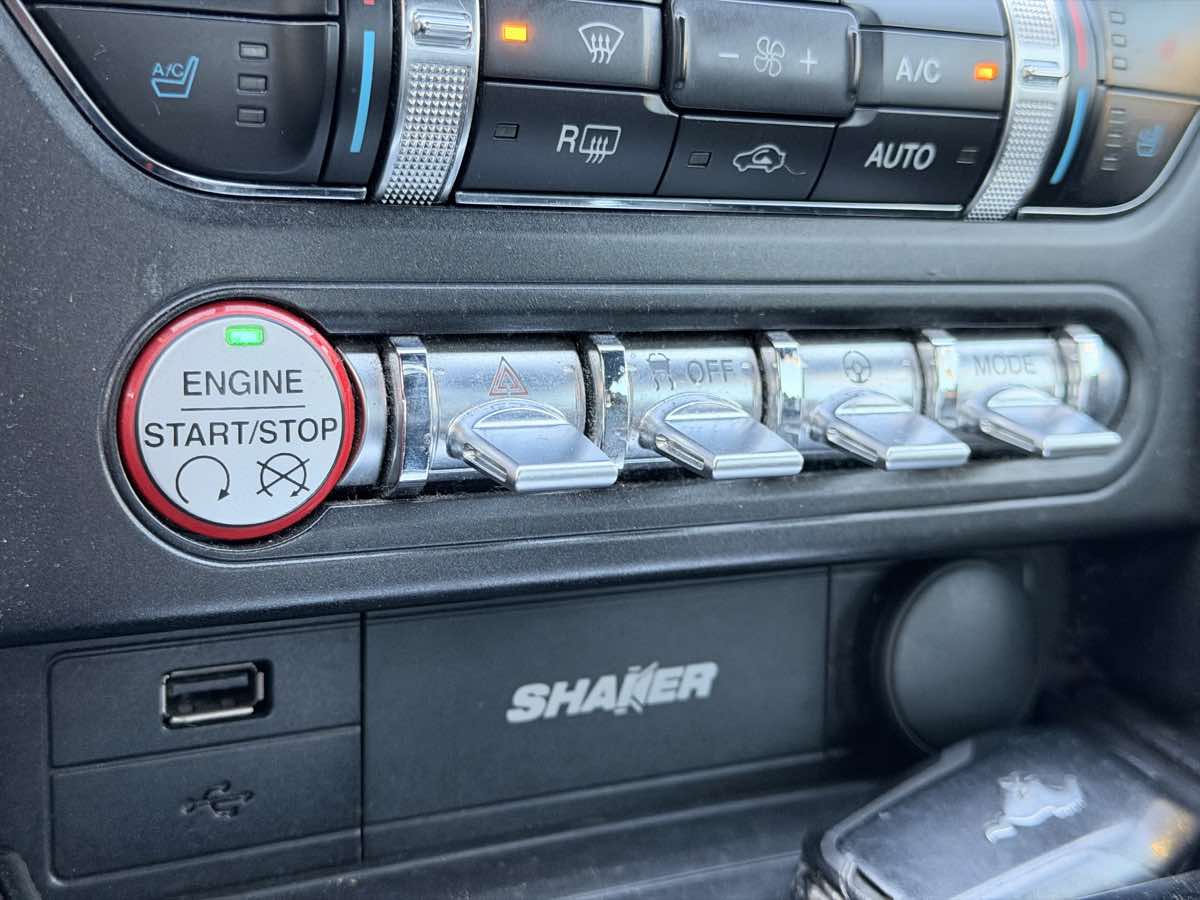 A/C
- +
A/C
R
AUTO
ENGINE
START/STOP
OFF
MODE
SHAKER